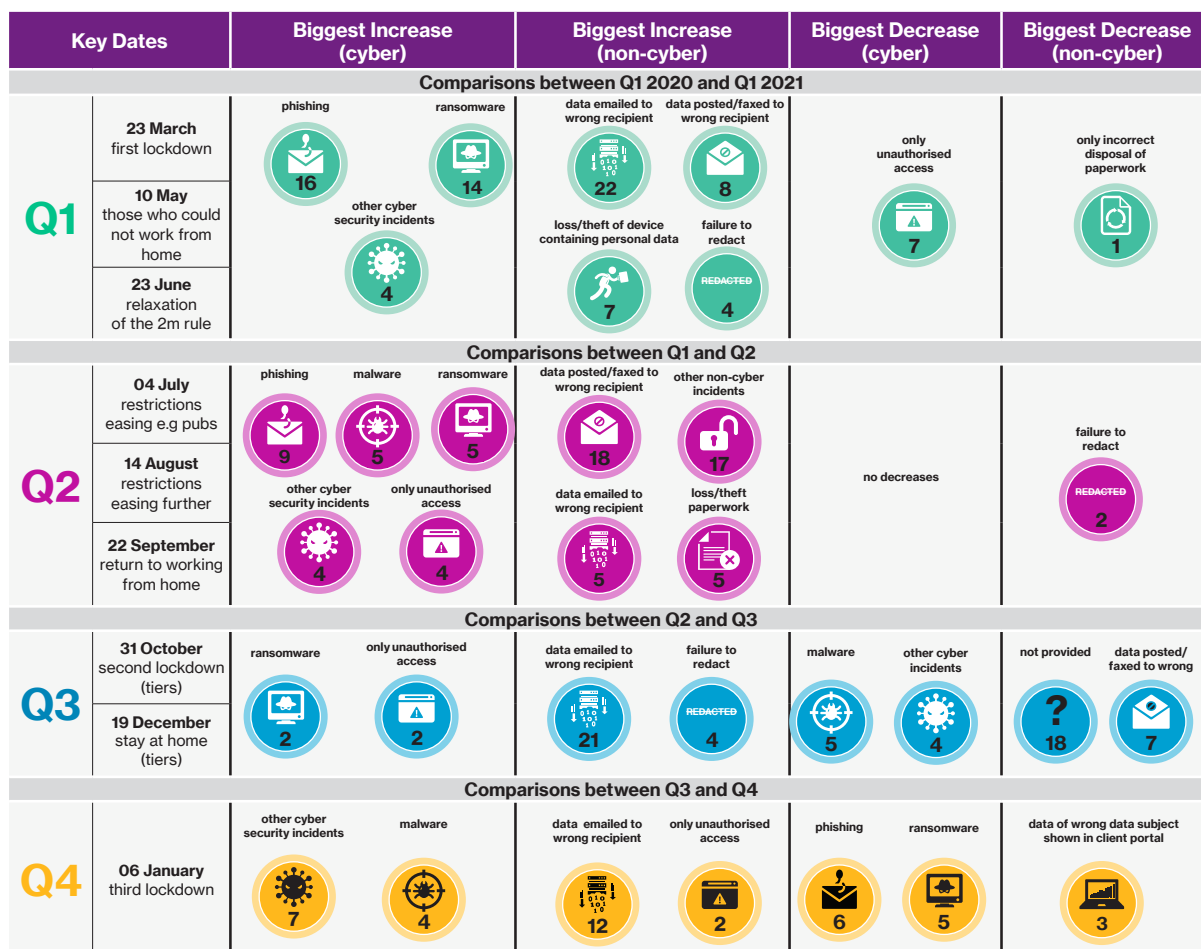 Key Dates
Biggest Increase
(cyber)
Biggest Increase
(non-cyber)
Biggest Decrease
(cyber)
Biggest Decrease
(non-cyber)
Comparisons between Q1 2020 and Q1 2021
Q1
23 March
first lockdown
10 May
those who could
not work from
home
23 June
relaxation
of the 2m rule
phishing
16
ransomware
14
other cyber
security incidents
4
data emailed to
wrong recipient
22
data posted/faxed to
wrong recipient
8
loss/theft of device
containing personal data
7
failure to
redact
REDACTED
4
only
unauthorised
access
7
only incorrect
disposal of
paperwork
1
Comparisons between Q1 and Q2
Q2
04 July
restrictions
easing e.g pubs
14 August
restrictions
easing further
22 September
return to working
from home
phishing
9
malware
5
ransomware
5
other cyber
security incidents
4
only unauthorised
access
4
data posted/faxed to
wrong recipient
18
other non-cyber
incidents
17
data emailed to
wrong recipient
5
loss/theft
paperwork
5
no decreases
failure to
redact
REDACTED
2
Comparisons between Q2 and Q3
Q3
31 October
second lockdown
(tiers)
19 December
stay at home
(tiers)
ransomware
2
only unauthorised
access
2
data emailed to
wrong recipient
21
failure to
redact
REDACTED
4
malware
5
other cyber
incidents
4
not provided
?
18
data posted/
faxed to wrong
7
Comparisons between Q3 and Q4
Q4
06 January
third lockdown
other cyber
security incidents
7
malware
4
data emailed to
wrong recipient
12
only unauthorised
access
2
phishing
6
ransomware
5
data of wrong data subject
shown in client portal
3